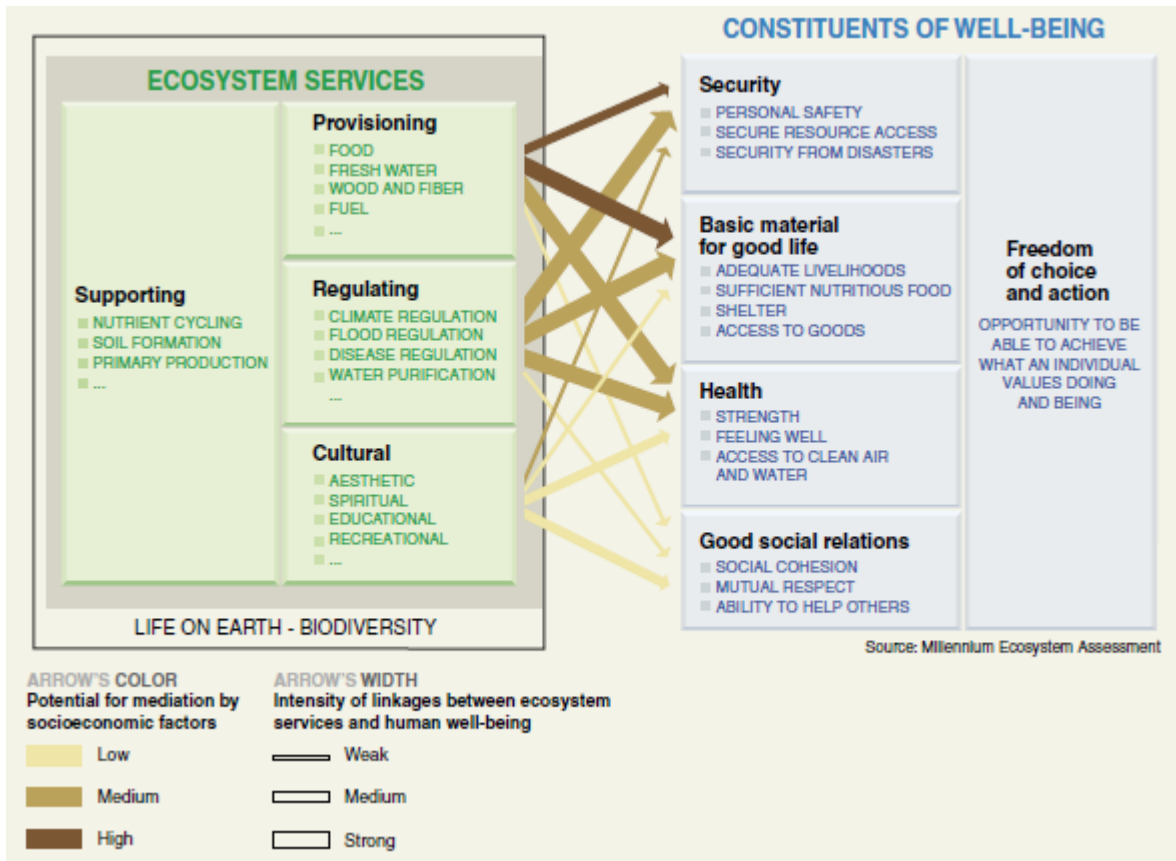 CONSTITUENTS OF WELL-BEING
ECOSYSTEM SERVICES
Supporting
NUTRIENT CYCLING
SOIL FORMATION
PRIMARY PRODUCTION
...
Provisioning
FOOD
FRESH WATER
WOOD AND FIBER
FUEL
...
Regulating
CLIMATE REGULATION
FLOOD REGULATION
DISEASE REGULATION
WATER PURIFICATION
...
Cultural
AESTHETIC
SPIRITUAL
EDUCATIONAL
RECREATIONAL
...
LIFE ON EARTH - BIODIVERSITY
Security
PERSONAL SAFETY
SECURE RESOURCE ACCESS
SECURITY FROM DISASTERS
Basic material
for good life
ADEQUATE LIVELIHOODS
SUFFICIENT NUTRITIOUS FOOD
SHELTER
ACCESS TO GOODS
Health
STRENGTH
FEELING WELL
ACCESS TO CLEAN AIR
AND WATER
Good social relations
SOCIAL COHESION
MUTUAL RESPECT
ABILITY TO HELP OTHERS
Freedom
of choice
and action
OPPORTUNITY TO BE
ABLE TO ACHIEVE
WHAT AN INDIVIDUAL
VALUES DOING
AND BEING
Source: Millennium Ecosystem Assessment
ARROW'S COLOR
Potential for mediation by
socioeconomic factors
Low
Medium
High
ARROW'S WIDTH
Intensity of linkages between ecosystem
services and human well-being
Weak
Medium
Strong